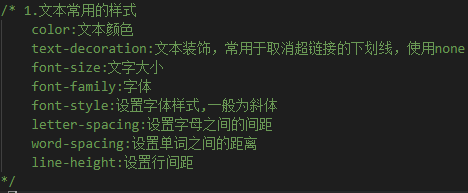 /* 1.文本常用的样式
color:文本颜色
text-decoration:文本装饰，常用于取消超链接的下划线，使用none
font-size:文字大小
font-family:字体
font-style:设置字体样式,一般为斜体
letter-spacing:设置字母之间的间距
word-spacing:设置单词之间的距离
line-height:设置行间距
*/